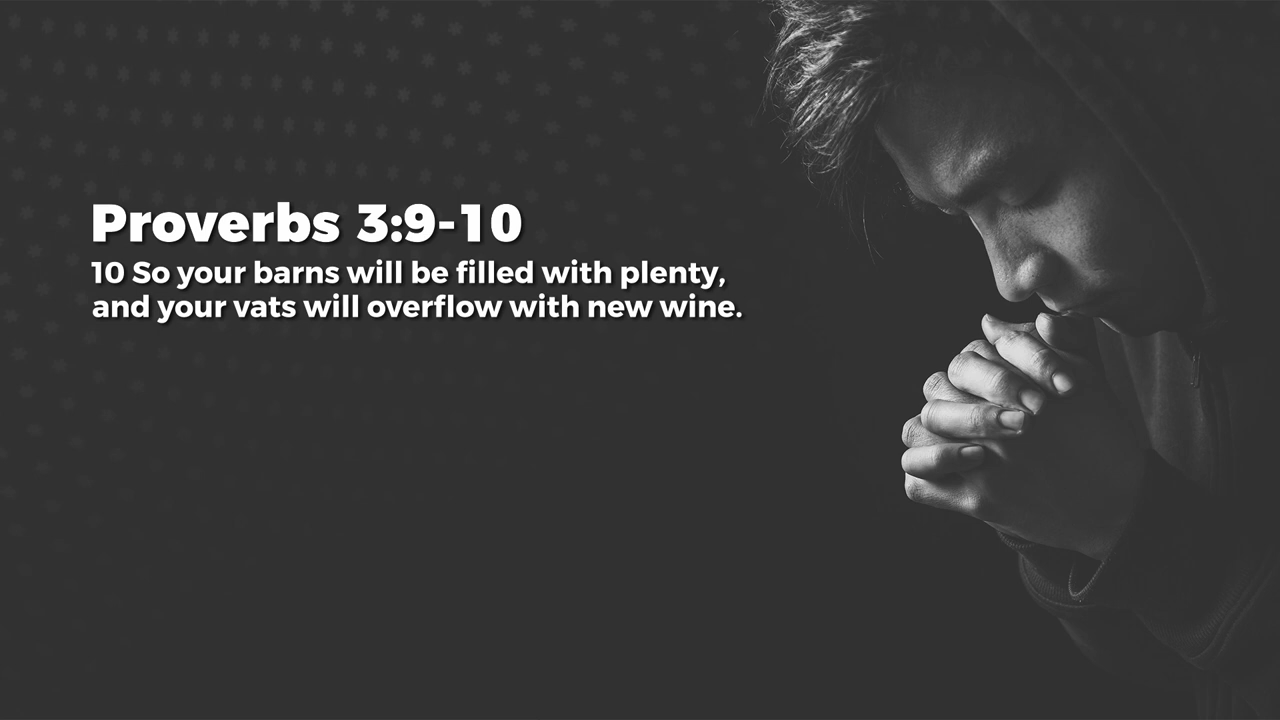 Proverbs 3:9-10
10 So your barns will be filled with plenty,
and your vats will overflow with new wine.